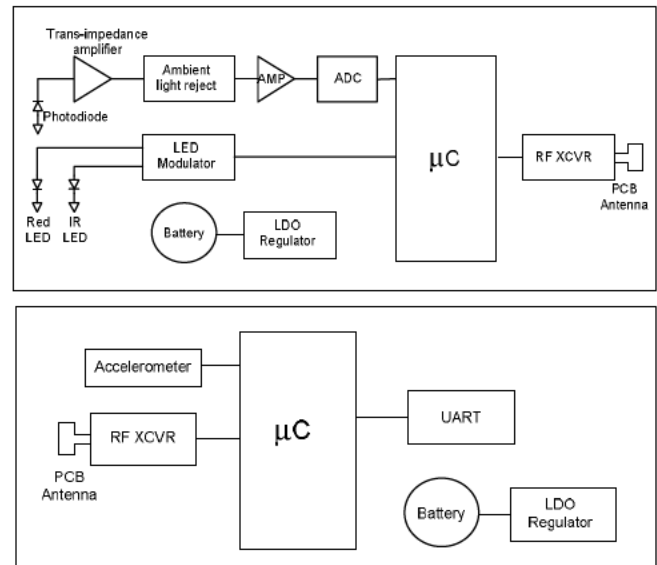 Trans-impedance
amplifier
Ambient
light reject
AMP
ADC
Photodiode
LED
Modulator
μC
RF XCVR
PCB
Antenna
Red
LED
IR
LED
Battery
LDO
Regulator
Accelerometer
RF XCVR
PCB
Antenna
μC
UART
Battery
LDO
Regulator